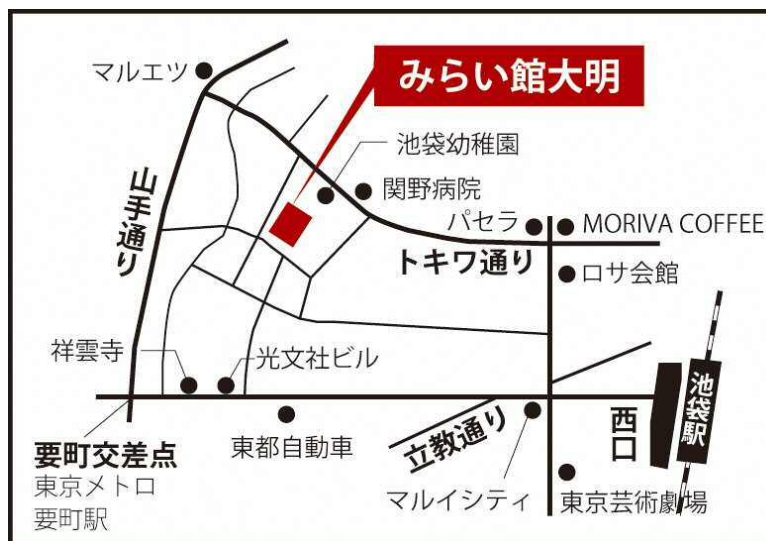 マルエツ
みらい館大明
池袋幼稚園
関野病院
山手通り
パセラ
MORIVA COFFEE
トキワ通り
ロサ会館
祥雲寺
光文社ビル
池袋駅
西口
要町交差点
東京メトロ
要町駅
東都自動車
立教通り
マルイシティ
東京芸術劇場